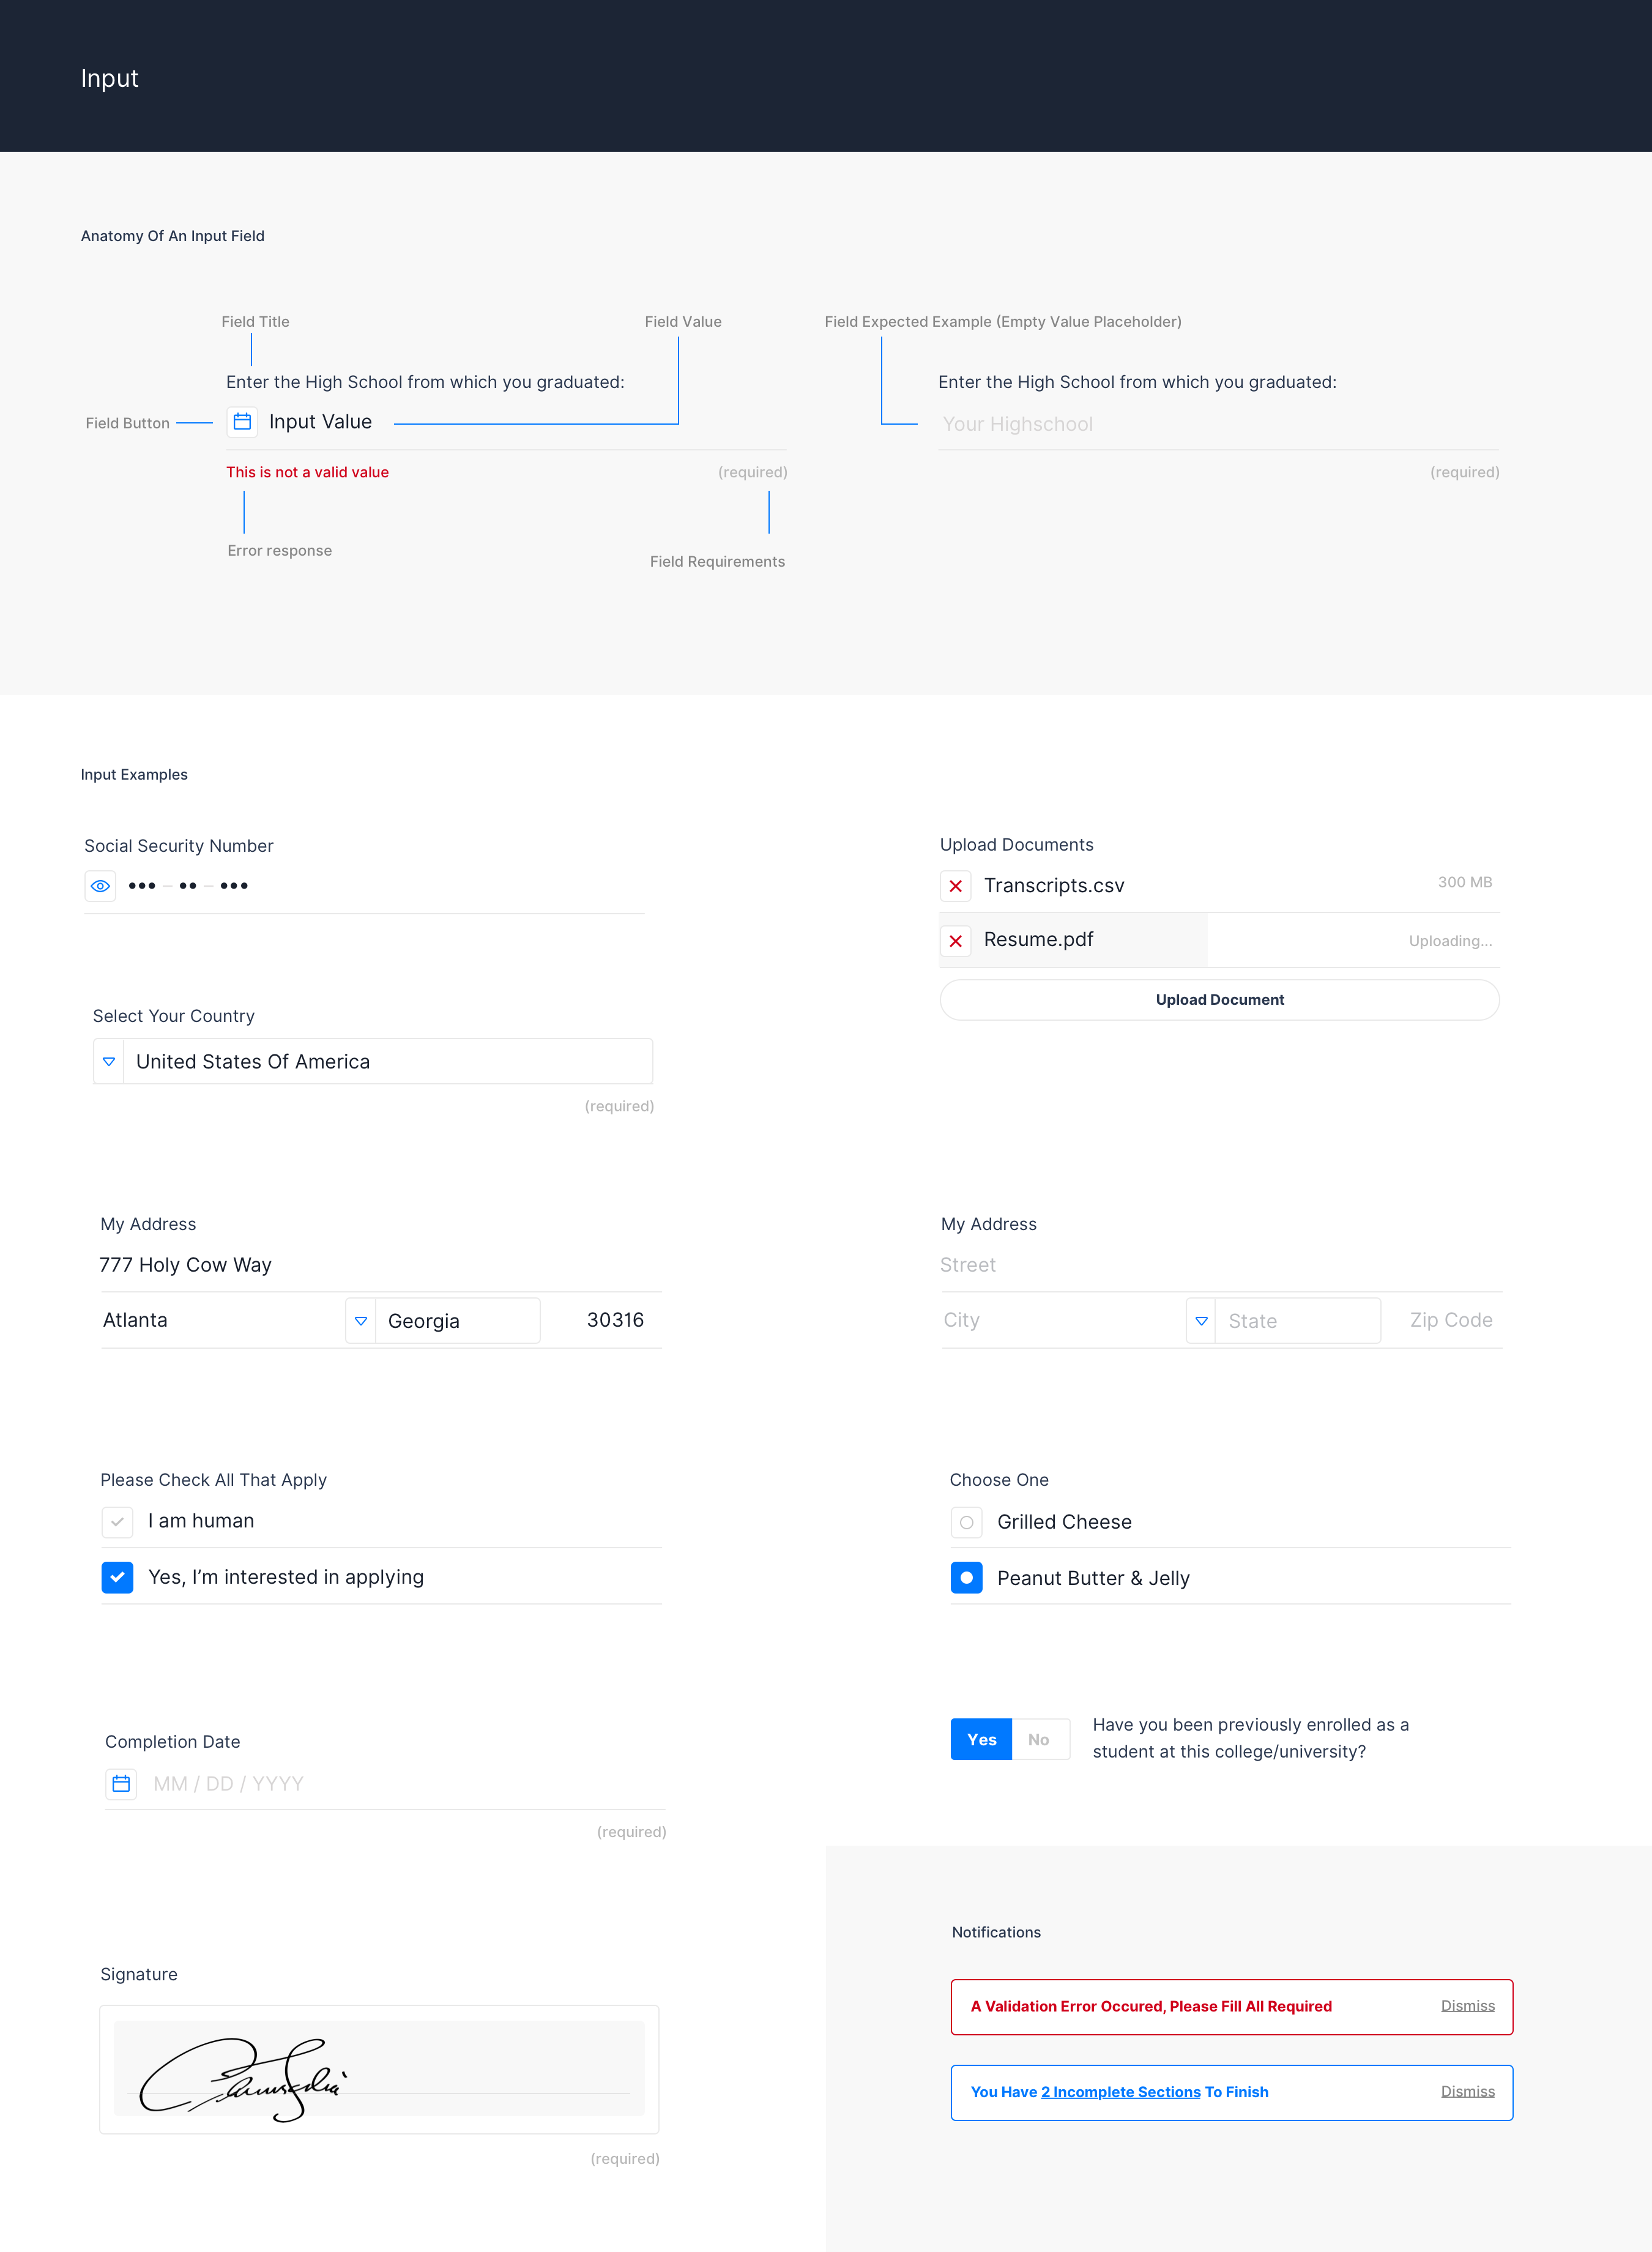 Input
Anatomy Of An Input Field
Field Title
Field Value
Field Expected Example (Empty Value Placeholder)
Enter the High School from which you graduated:
Enter the High School from which you graduated:
Field Button
Input Value
Your Highschool
This is not a valid value
(required)
(required)
Error response
Field Requirements
Input Examples
Social Security Number
••• – •• – •••
Upload Documents
Transcripts.csv
300 MB
Resume.pdf
Uploading...
Upload Document
Select Your Country
United States Of America
(required)
My Address
777 Holy Cow Way
Atlanta
Georgia
30316
My Address
Street
City
State
Zip Code
Please Check All That Apply
I am human
Yes, I’m interested in applying
Choose One
Grilled Cheese
Peanut Butter & Jelly
Completion Date
MM / DD / YYYY
(required)
Yes
No
Have you been previously enrolled as a
student at this college/university?
Signature
(required)
Notifications
A Validation Error Occured, Please Fill All Required
Dismiss
You Have 2 Incomplete Sections To Finish
Dismiss